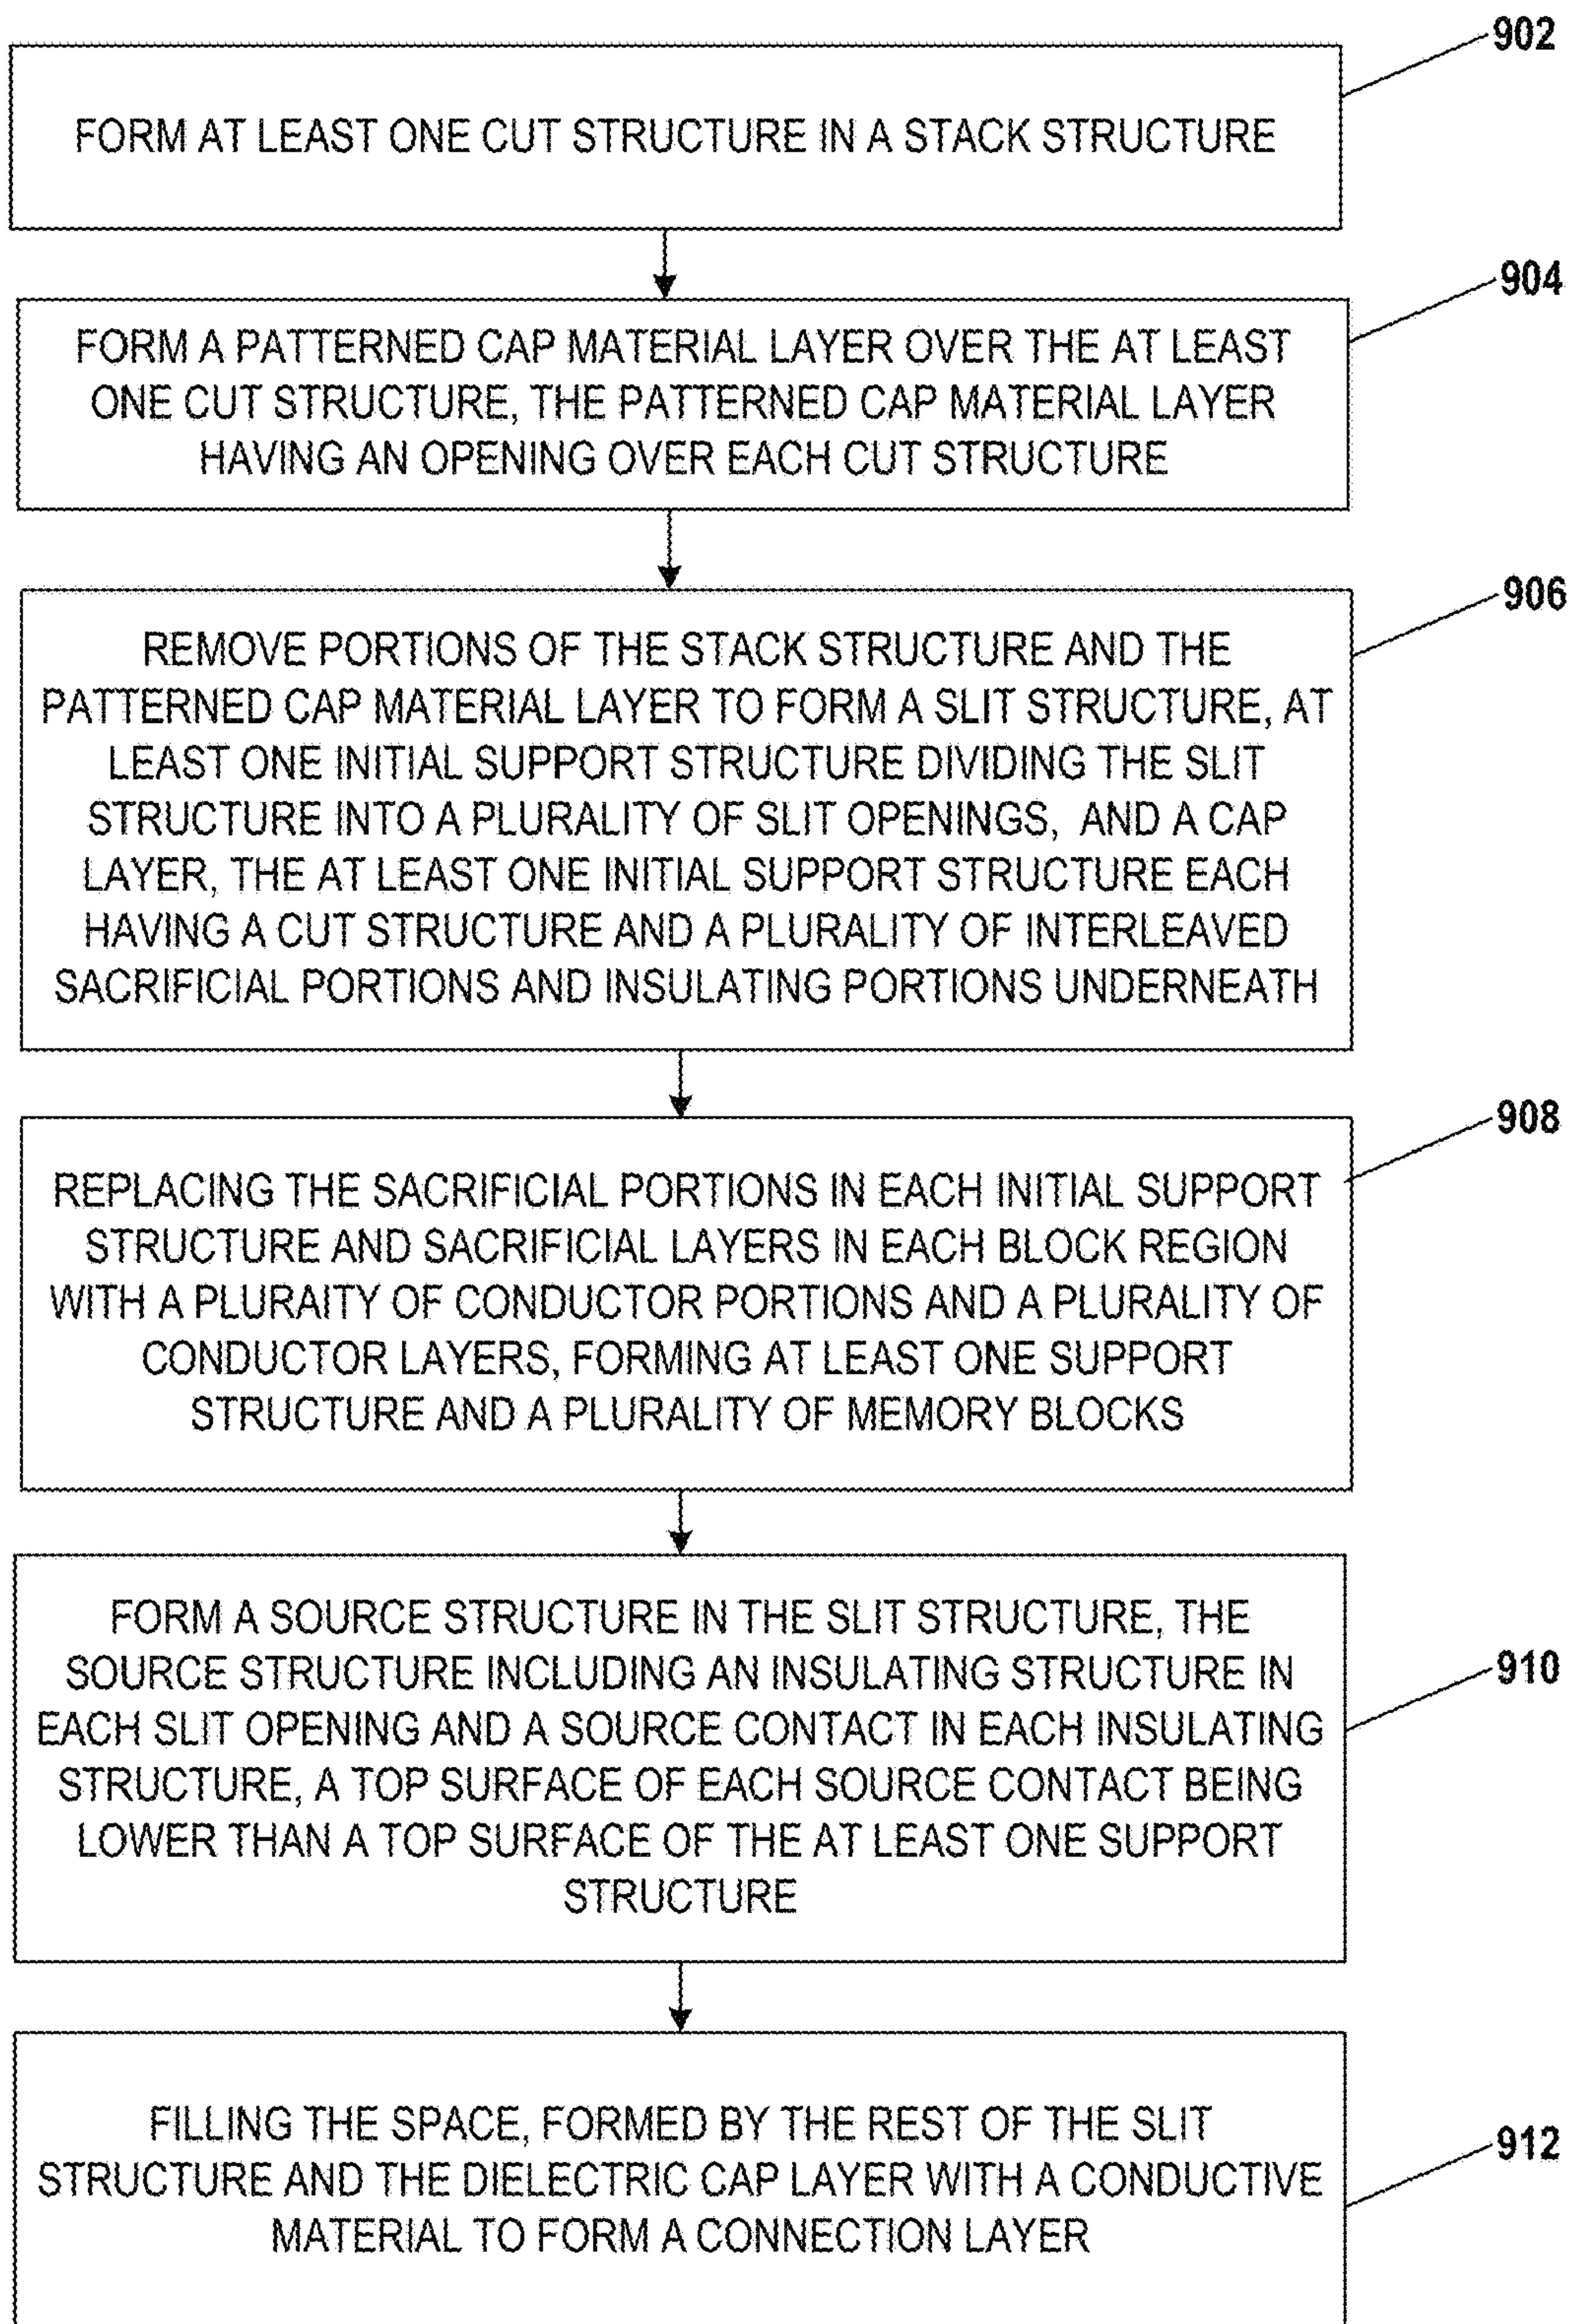 902
FORM AT LEAST ONE CUT STRUCTURE IN A STACK STRUCTURE
904
FORM A PATTERNED CAP MATERIAL LAYER OVER THE AT LEAST
ONE CUT STRUCTURE, THE PATTERNED CAP MATERIAL LAYER
HAVING AN OPENING OVER EACH CUT STRUCTURE
906
REMOVE PORTIONS OF THE STACK STRUCTURE AND THE
PATTERNED CAP MATERIAL LAYER TO FORM A SLIT STRUCTURE, AT
LEAST ONE INITIAL SUPPORT STRUCTURE DIVIDING THE SLIT
STRUCTURE INTO A PLURALITY OF SLIT OPENINGS, AND A CAP
LAYER, THE AT LEAST ONE INITIAL SUPPORT STRUCTURE EACH
HAVING A CUT STRUCTURE AND A PLURALITY OF INTERLEAVED
SACRIFICIAL PORTIONS AND INSULATING PORTIONS UNDERNEATH
908
REPLACING THE SACRIFICIAL PORTIONS IN EACH INITIAL SUPPORT
STRUCTURE AND SACRIFICIAL LAYERS IN EACH BLOCK REGION
WITH A PLURAITY OF CONDUCTOR PORTIONS AND A PLURALITY OF
CONDUCTOR LAYERS, FORMING AT LEAST ONE SUPPORT
STRUCTURE AND A PLURALITY OF MEMORY BLOCKS
FORM A SOURCE STRUCTURE IN THE SLIT STRUCTURE, THE
SOURCE STRUCTURE INCLUDING AN INSULATING STRUCTURE IN
910
EACH SLIT OPENING AND A SOURCE CONTACT IN EACH INSULATING
STRUCTURE, A TOP SURFACE OF EACH SOURCE CONTACT BEING
LOWER THAN A TOP SURFACE OF THE AT LEAST ONE SUPPORT
STRUCTURE
FILLING THE SPACE, FORMED BY THE REST OF THE SLIT
912
STRUCTURE AND THE DIELECTRIC CAP LAYER WITH A CONDUCTIVE
MATERIAL TO FORM A CONNECTION LAYER